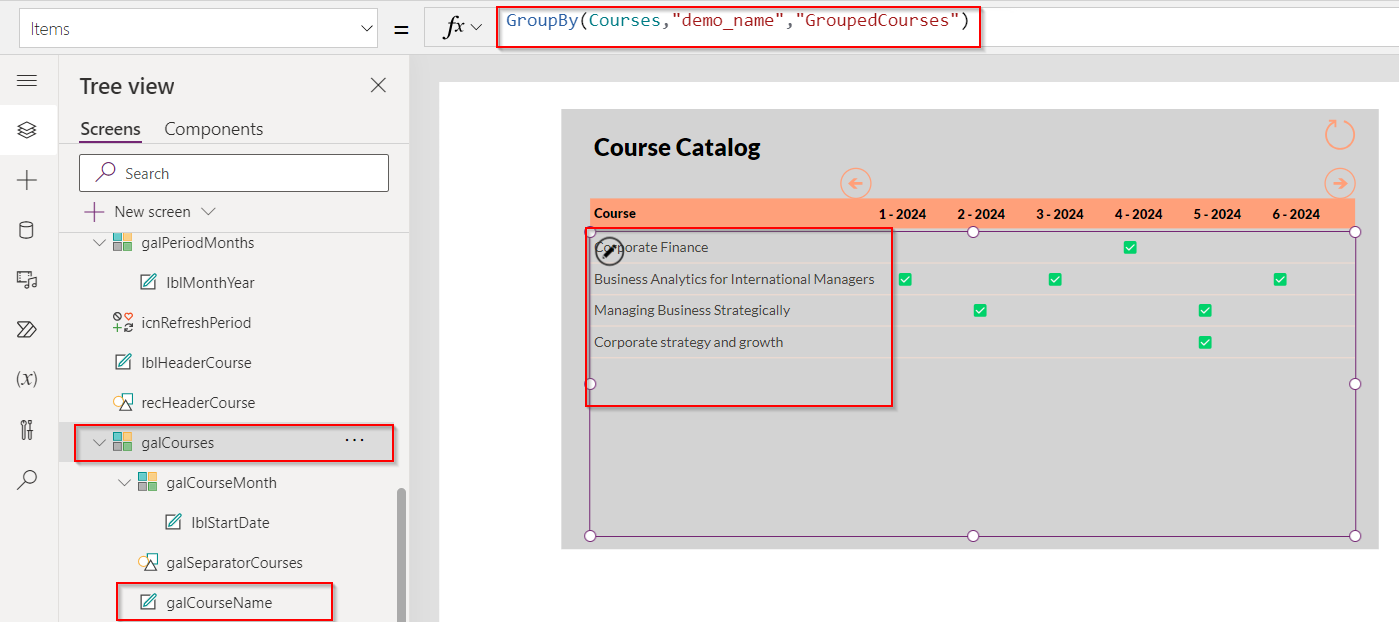 Items
=
fx
GroupBy(Courses,"demo_name","GroupedCourses")
Tree view
Screens
Components
Search
New screen
galPeriodMonths
lblMonthYear
icnRefreshPeriod
lblHeaderCourse
recHeaderCourse
galCourses
...
galCourseMonth
lblStartDate
galSeparatorCourses
galCourseName
(x)
Course Catalog
Course 1 - 2024 2 - 2024 3 - 2024 4 - 2024 5 - 2024 6 - 2024
Corporate Finance
Business Analytics for International Managers
Managing Business Strategically
Corporate strategy and growth